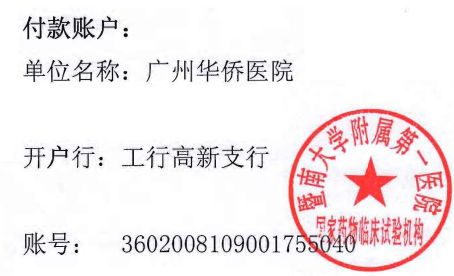 付款账户：
单位名称：广州华侨医院
开户行：工行高新支行
账号： 3602008109001755040
暨南大学附属第一医院
国家药物临床试验机构